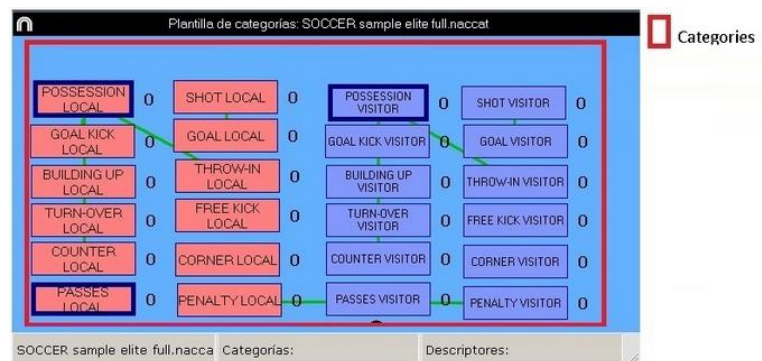 Plantilla de categorías: SOCCER sample elite full.naccat
Categories
POSSESSION LOCAL 0 SHOT LOCAL 0 POSSESSION VISITOR 0 SHOT VISITOR 0
GOAL KICK LOCAL 0 GOAL LOCAL 0 GOAL KICK VISITOR 0 GOAL VISITOR 0
BUILDING UP LOCAL 0 THROW-IN LOCAL 0 BUILDING UP VISITOR 0 THROW-IN VISITOR 0
TURN-OVER LOCAL 0 FREE KICK LOCAL 0 TURN-OVER VISITOR 0 FREE KICK VISITOR 0
COUNTER LOCAL 0 CORNER LOCAL 0 COUNTER VISITOR 0 CORNER VISITOR 0
PASSES LOCAL 0 PENALTY LOCAL 0 PASSES VISITOR 0 PENALTY VISITOR 0
SOCCER sample elite full.nacca Categorías: Descriptores: